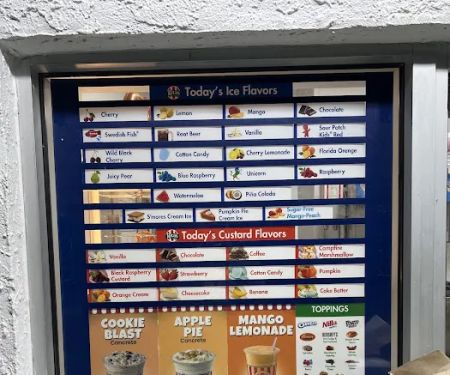 Today's Ice Flavors
Cherry Lemon Mango Chocolate
Swedish Fish Root Beer Vanilla Sour Patch
Kids Red
Wild Black
Cherry Cotton Candy Cherry Lemonade Florida Orange
Juicy Pear Blue Raspberry Unicorn Raspberry
Watermelon Piña Colada
S'mores Cream Ice Pumpkin Pie
Cream Ice Sugar Free
Mango-Peach
Today's Custard Flavors
Vanilla Chocolate Coffee Campfire
Marshmallow
Black Raspberry
Custard Strawberry Cotton Candy Pumpkin
Orange Creme Cheesecake Banana Cake Batter
COOKIE
BLAST
Concrete
APPLE
PIE
Concrete
MANGO
LEMONADE
TOPPINGS
OREO Nilla